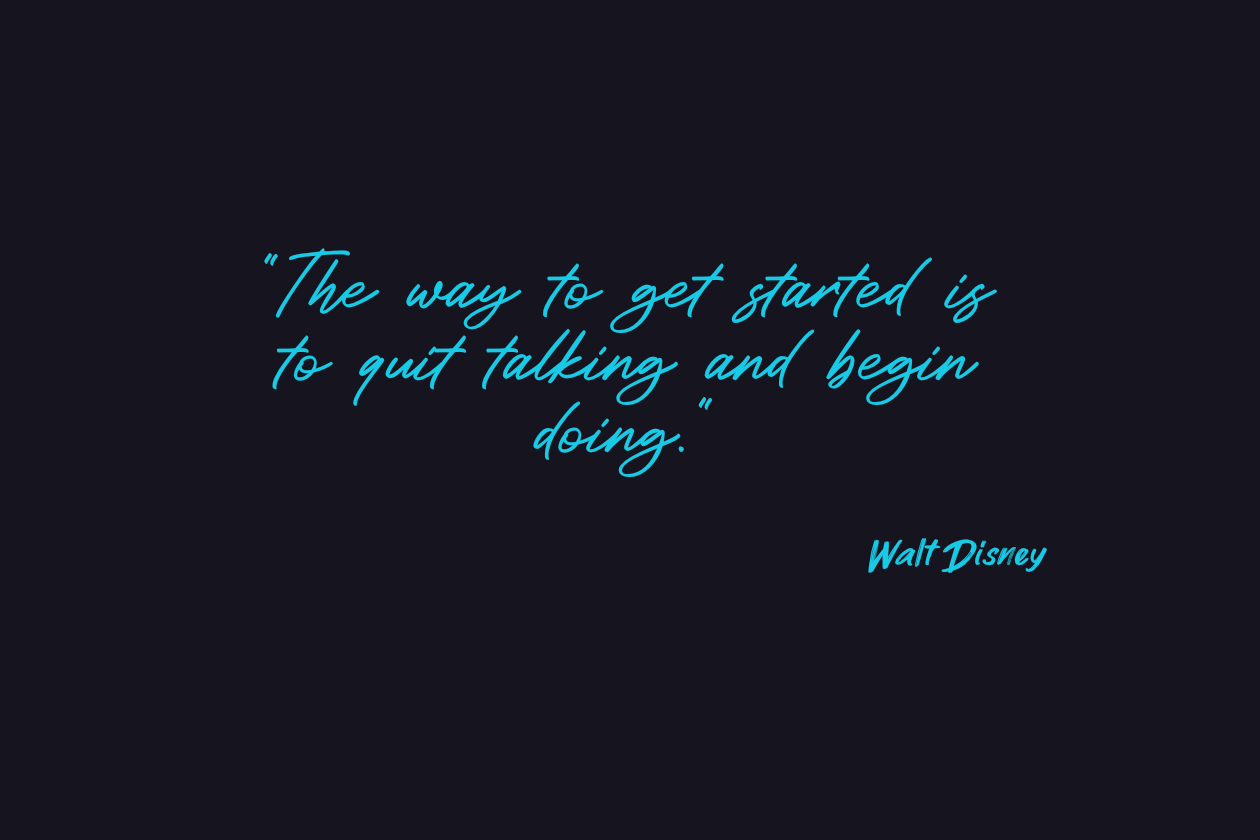 "The way to get started is
to quit talking and begin
doing."
Walt Disney